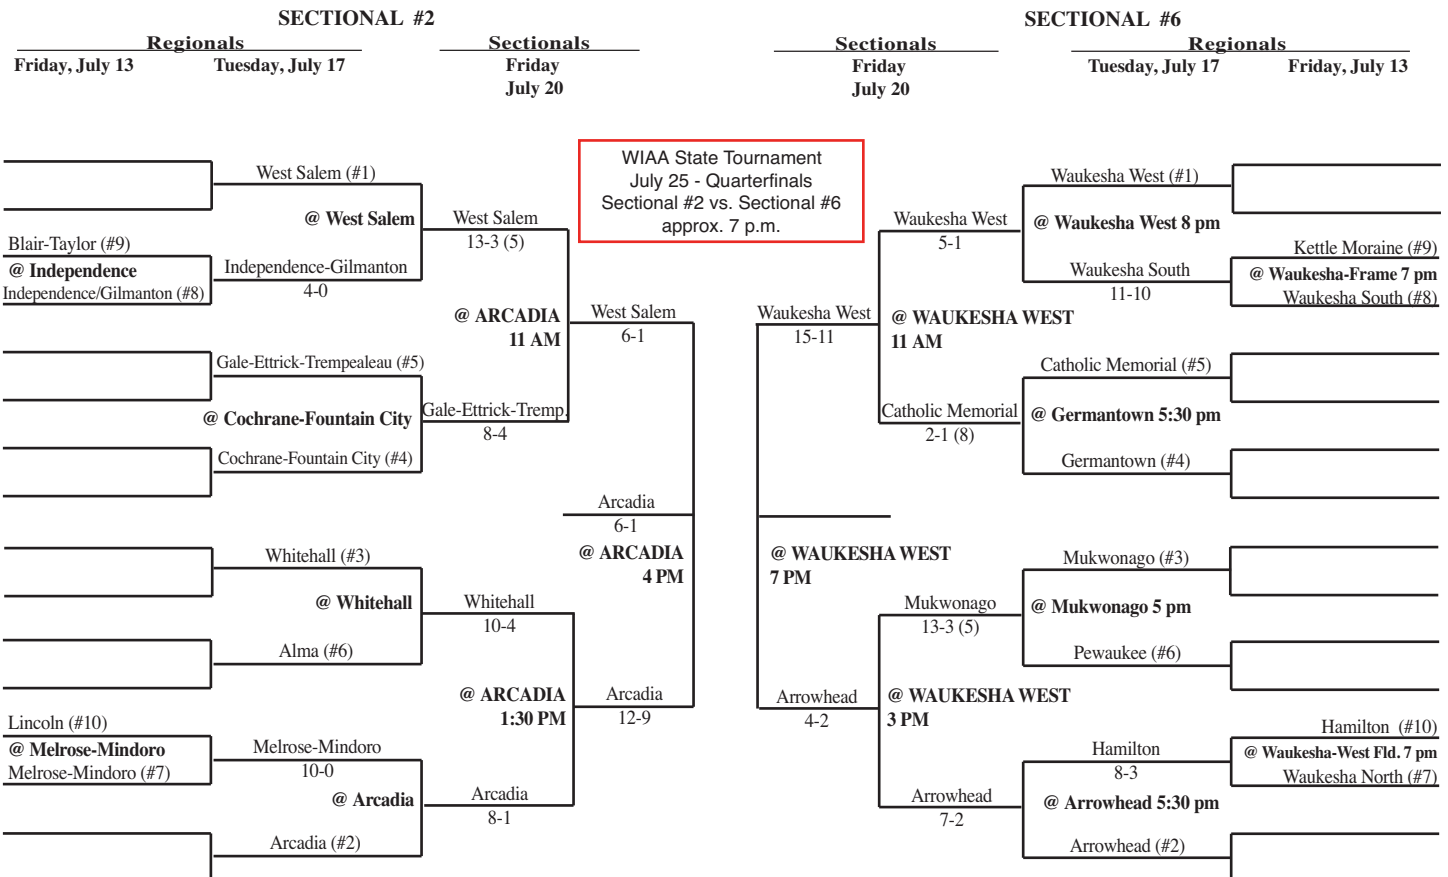 SECTIONAL #2
Regionals
Sectionals
Friday, July 13
Tuesday, July 17
Friday
July 20
West Salem (#1)
@ West Salem
West Salem
13-3 (5)
Blair-Taylor (#9)
@ Independence
Independence/Gilmanton (#8)
Independence-Gilmanton
4-0
@ ARCADIA
11 AM
West Salem
6-1
Gale-Ettrick-Trempealeau (#5)
@ Cochrane-Fountain City
Gale-Ettrick-Tremp.
8-4
Cochrane-Fountain City (#4)
Arcadia
6-1
@ ARCADIA
4 PM
Whitehall (#3)
@ Whitehall
Whitehall
10-4
Alma (#6)
@ ARCADIA
1:30 PM
Arcadia
12-9
Lincoln (#10)
@ Melrose-Mindoro
Melrose-Mindoro (#7)
Melrose-Mindoro
10-0
@ Arcadia
Arcadia
8-1
Arcadia (#2)
WIAA State Tournament
July 25 - Quarterfinals
Sectional #2 vs. Sectional #6
approx. 7 p.m.
SECTIONAL #6
Sectionals
Regionals
Friday
July 20
Tuesday, July 17
Friday, July 13
Waukesha West (#1)
Waukesha West
5-1
@ Waukesha West 8 pm
Kettle Moraine (#9)
@ Waukesha-Frame 7 pm
Waukesha South (#8)
Waukesha South
11-10
Waukesha West
15-11
@ WAUKESHA WEST
11 AM
Catholic Memorial (#5)
Catholic Memorial
2-1 (8)
@ Germantown 5:30 pm
Germantown (#4)
@ WAUKESHA WEST
7 PM
Mukwonago (#3)
Mukwonago
13-3 (5)
@ Mukwonago 5 pm
Pewaukee (#6)
Arrowhead
4-2
@ WAUKESHA WEST
3 PM
Hamilton (#10)
@ Waukesha-West Fld. 7 pm
Waukesha North (#7)
Hamilton
8-3
Arrowhead
7-2
@ Arrowhead 5:30 pm
Arrowhead (#2)